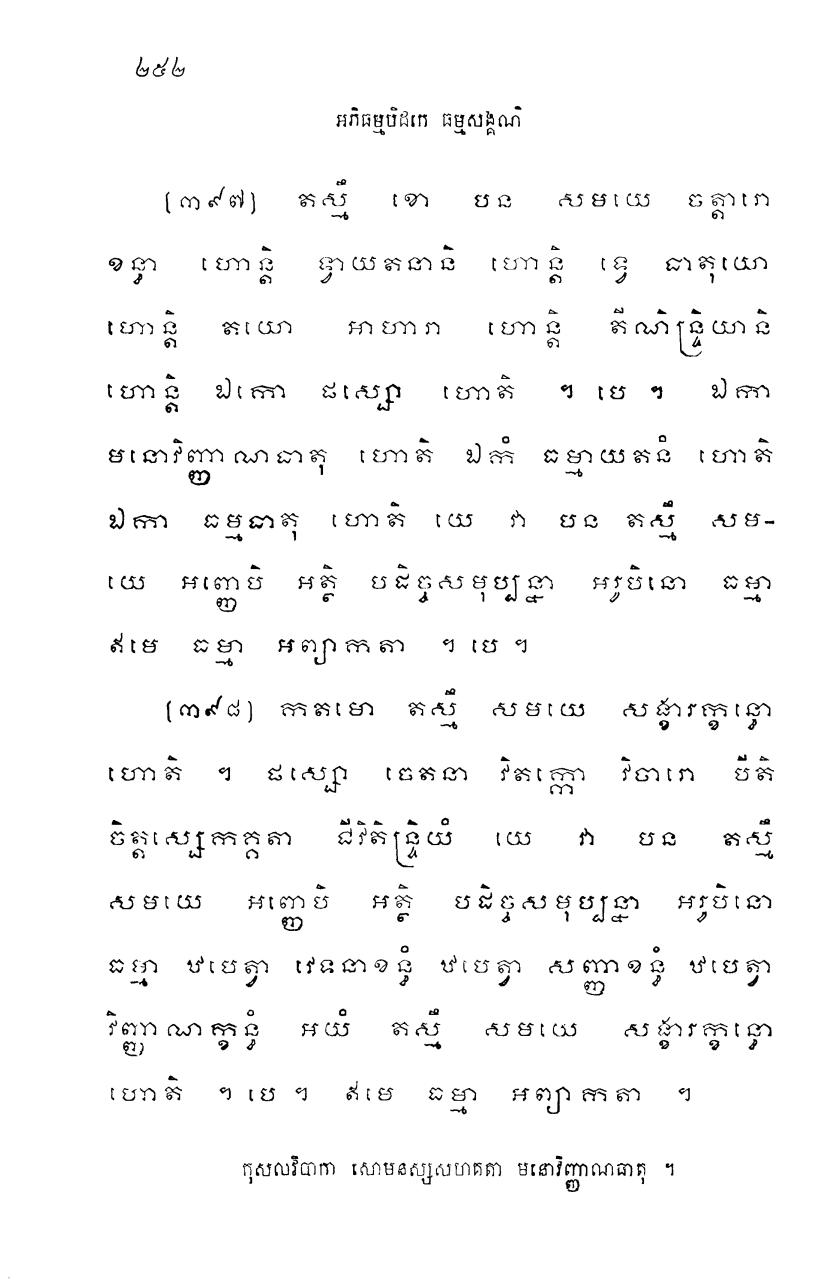 ២៥២
អភិធម្មបិដកេ ធម្មសង្គណិ
(៣៩៧) តស្មឹ ខោ បន សមយេ ចត្តារោ
ខន្ធា ហោន្តិ ទ្វាយតនានិ ហោន្តិ ទ្វេ ធាតុយោ
ហោន្តិ តយោ អាហារា ហោន្តិ តីណិន្ទ្រិយានិ
ហោន្តិ ឯកោ ផស្សោ ហោតិ ។ បេ ។ ឯកា
មនោវិញ្ញាណធាតុ ហោតិ ឯកំ ធម្មាយតនំ ហោតិ
ឯកា ធម្មធាតុ ហោតិ យេ វា បន តស្មឹ សម-
យេ អញ្ញេបិ អត្ថិ បដិច្ចសមុប្បន្នា អរូបិនោ ធម្មា
ឥមេ ធម្មា អព្យាកតា ។ បេ ។
(៣៩៨) កតមោ តស្មឹ សមយេ សង្ខារក្ខន្ធោ
ហោតិ ។ ផស្សោ ចេតនា វិតក្កោ វិចារោ បីតិ
ចិត្តស្សេកគ្គតា ជីវិតិន្ទ្រិយំ យេ វា បន តស្មឹ
សមយេ អញ្ញេបិ អត្ថិ បដិច្ចសមុប្បន្នា អរូបិនោ
ធម្មា ឋបេត្វា វេទនាខន្ធំ ឋបេត្វា សញ្ញាខន្ធំ ឋបេត្វា
វិញ្ញាណក្ខន្ធំ អយំ តស្មឹ សមយេ សង្ខារក្ខន្ធោ
ហោតិ ។ បេ ។ ឥមេ ធម្មា អព្យាកតា ។
កុសលវិបាកា សោមនស្សសហគតា មនោវិញ្ញាណធាតុ ។